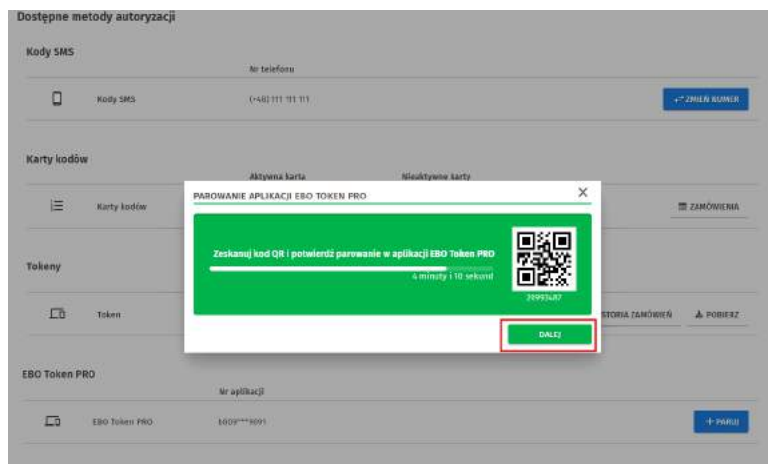 Dostępne metody autoryzacji
Kody SMS
Nr telefonu
Kody SMS
(+48) 111 111 111
ZMIEŃ NUMER
Karty kodów
Aktywna karta
Nieaktywne karty
Karty kodów
ZAMÓWIENIA
PAROWANIE APLIKACJI EBO TOKEN PRO
Zeskanuj kod QR i potwierdź parowanie w aplikacji EBO Token PRO
4 minuty i 10 sekund
20993487
DALEJ
Tokeny
Token
STORIA ZAMÓWIEŃ
POBIERZ
EBO Token PRO
Nr aplikacji
EBO Token PRO
PARUJ